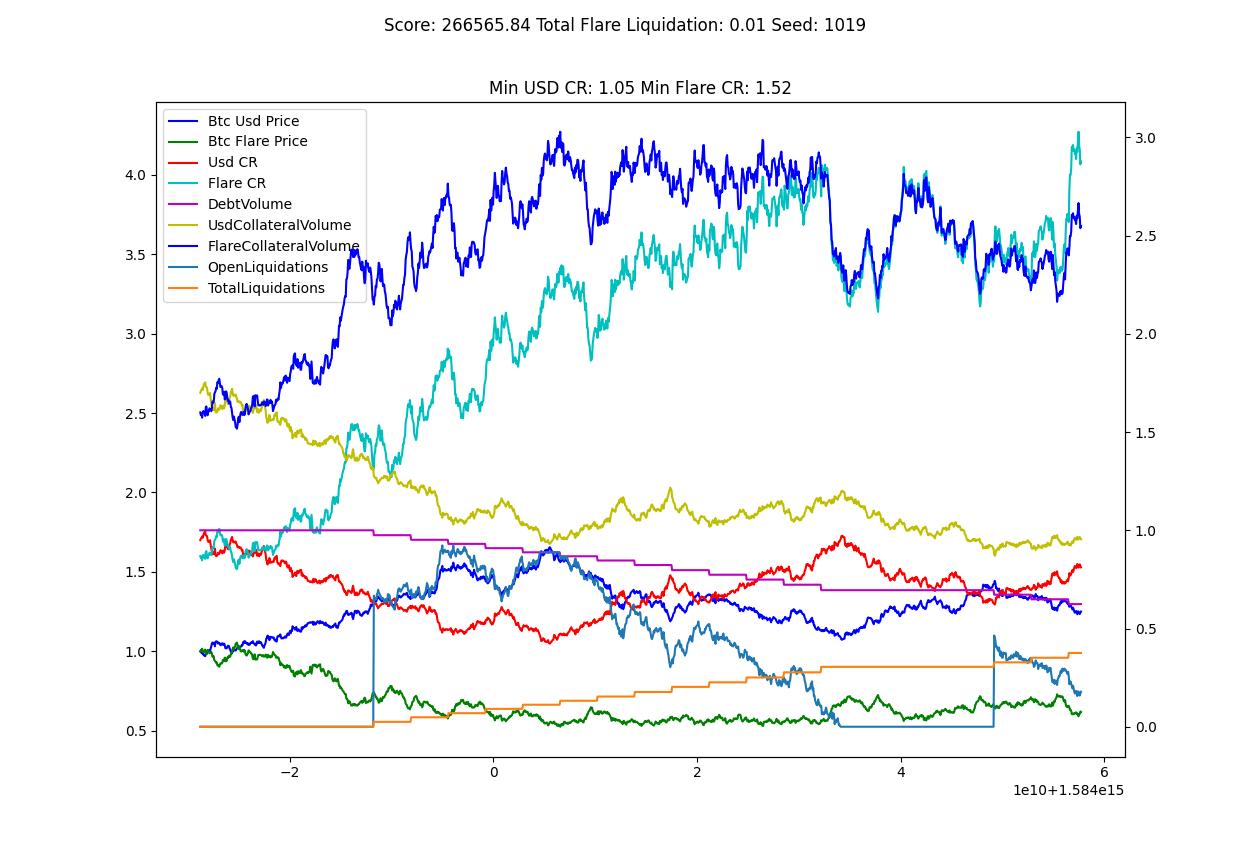 Score: 266565.84 Total Flare Liquidation: 0.01 Seed: 1019
Min USD CR: 1.05 Min Flare CR: 1.52
Btc Usd Price
Btc Flare Price
Usd CR
Flare CR
DebtVolume
UsdCollateralVolume
FlareCollateralVolume
OpenLiquidations
TotalLiquidations
4.0
3.5
3.0
2.5
2.0
1.5
1.0
0.5
3.0
2.5
2.0
1.5
1.0
0.5
0.0
−2 0 2 4 6
1e10+1.584e15